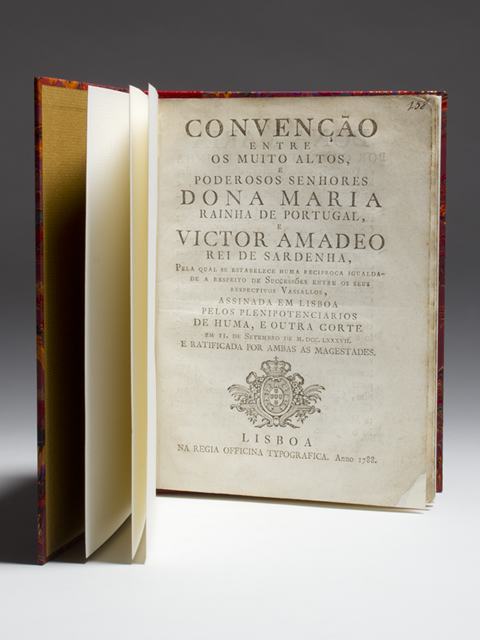 152
CONVENÇÃO
ENTRE
OS MUITO ALTOS,
E
PODEROSOS SENHORES
DONA MARIA
RAINHA DE PORTUGAL,
E
VICTOR AMADEO
REI DE SARDENHA,
PELA QUAL SE ESTABELECE HUMA RECIPROCA IGUALDA-
DE A RESPEITO DE SUCCESSÕES ENTRE OS SEUS
RESPECTIVOS VASSALLOS,
ASSINADA EM LISBOA
PELOS PLENIPOTENCIARIOS
DE HUMA, E OUTRA CORTE
EM 11. DE SETEMBRO DE M. DCC. LXXXVII.
E RATIFICADA POR AMBAS AS MAGESTADES.
LISBOA
NA REGIA OFFICINA TYPOGRAFICA. Anno 1788.